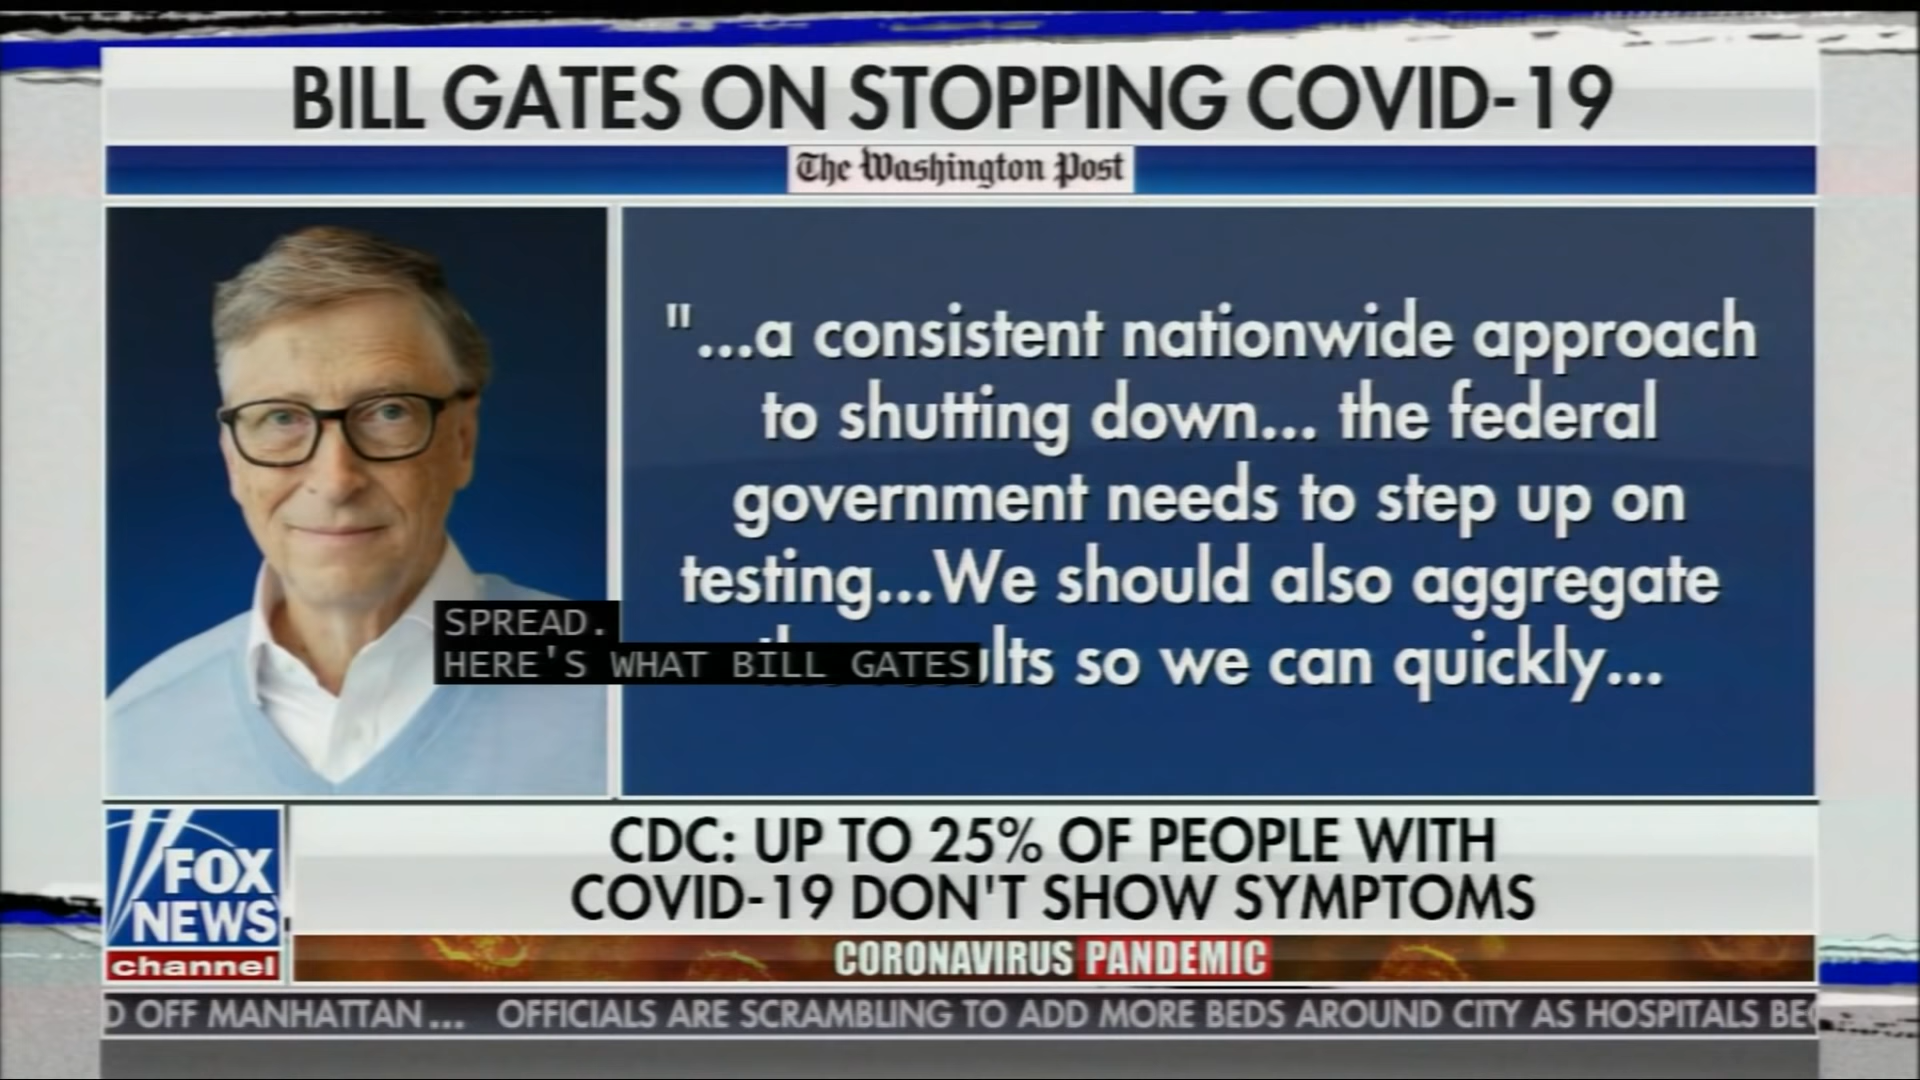 BILL GATES ON STOPPING COVID-19
The Washington Post
"...a consistent nationwide approach
to shutting down... the federal
government needs to step up on
testing...We should also aggregate
so we can quickly...
SPREAD.
HERE'S WHAT BILL GATES
CDC: UP TO 25% OF PEOPLE WITH
COVID-19 DON'T SHOW SYMPTOMS
FOX
NEWS
channel
CORONAVIRUS PANDEMIC
D OFF MANHATTAN... OFFICIALS ARE SCRAMBLING TO ADD MORE BEDS AROUND CITY AS HOSPITALS